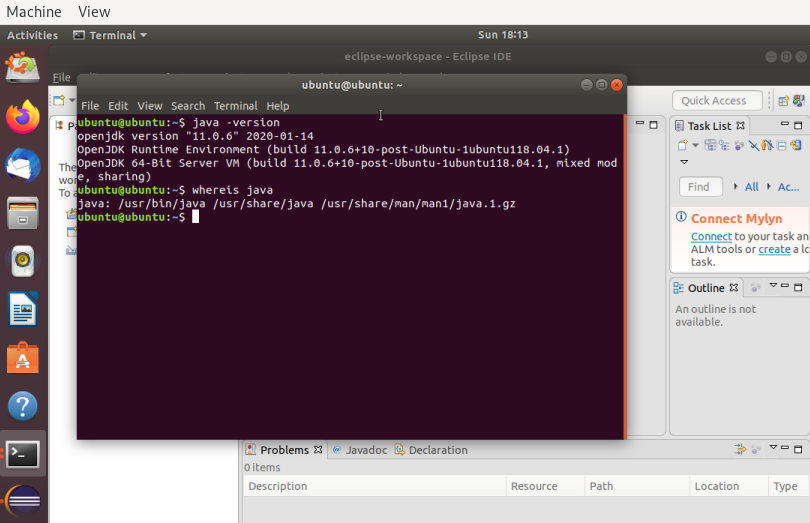 Machine View
Activities Terminal Sun 18:13
eclipse-workspace - Eclipse IDE
File
ubuntu@ubuntu: ~
File Edit View Search Terminal Help
ubuntu@ubuntu:~$ java -version
openjdk version "11.0.6" 2020-01-14
OpenJDK Runtime Environment (build 11.0.6+10-post-Ubuntu-1ubuntu118.04.1)
OpenJDK 64-Bit Server VM (build 11.0.6+10-post-Ubuntu-1ubuntu118.04.1, mixed mod
e, sharing)
ubuntu@ubuntu:~$ whereis java
java: /usr/bin/java /usr/share/java /usr/share/man/man1/java.1.gz
ubuntu@ubuntu:~$
Quick Access
Task List
Find All Ac...
Connect Mylyn
Connect to your task an
ALM tools or create a lo
task.
Outline
An outline is not
available.
P
The
wor
To a
Problems Javadoc Declaration
0 items
Description Resource Path Location Type